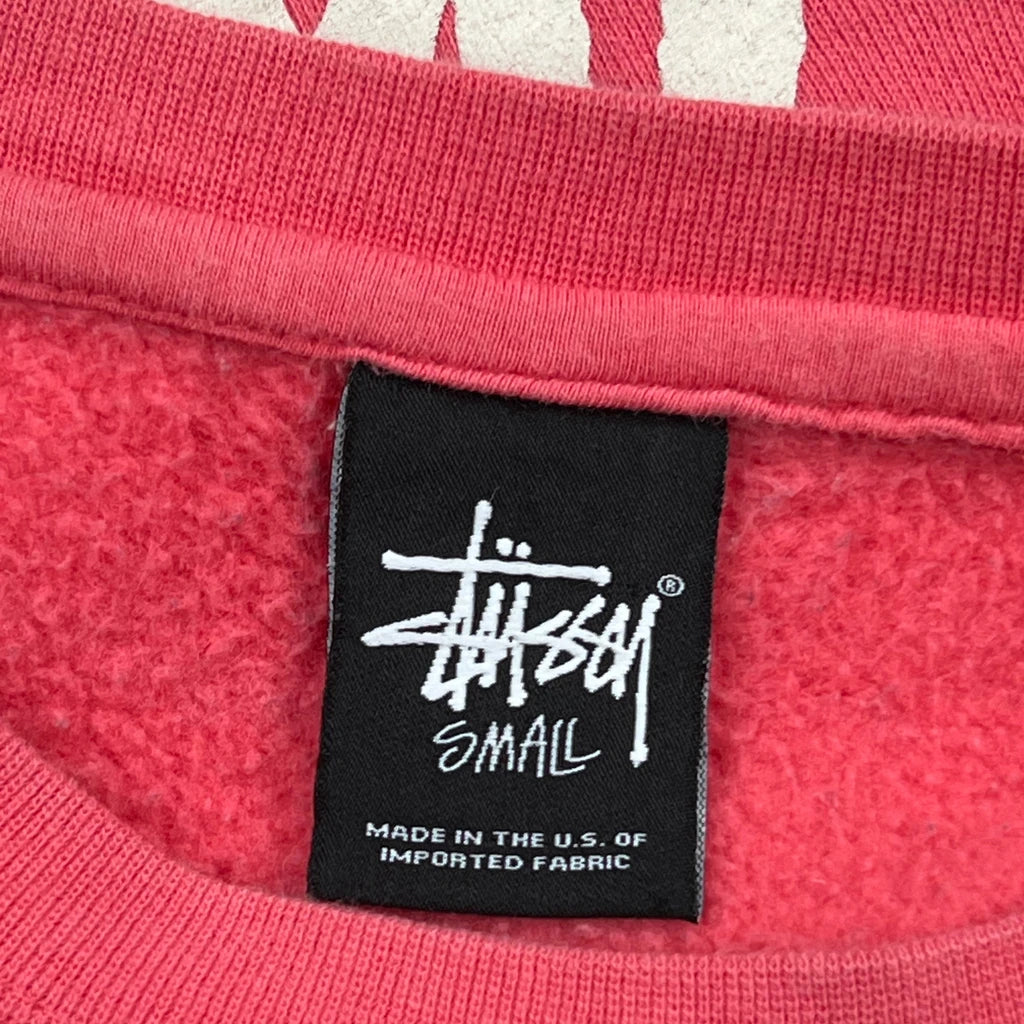 Stüssy®
SMALL
MADE IN THE U.S. OF
IMPORTED FABRIC